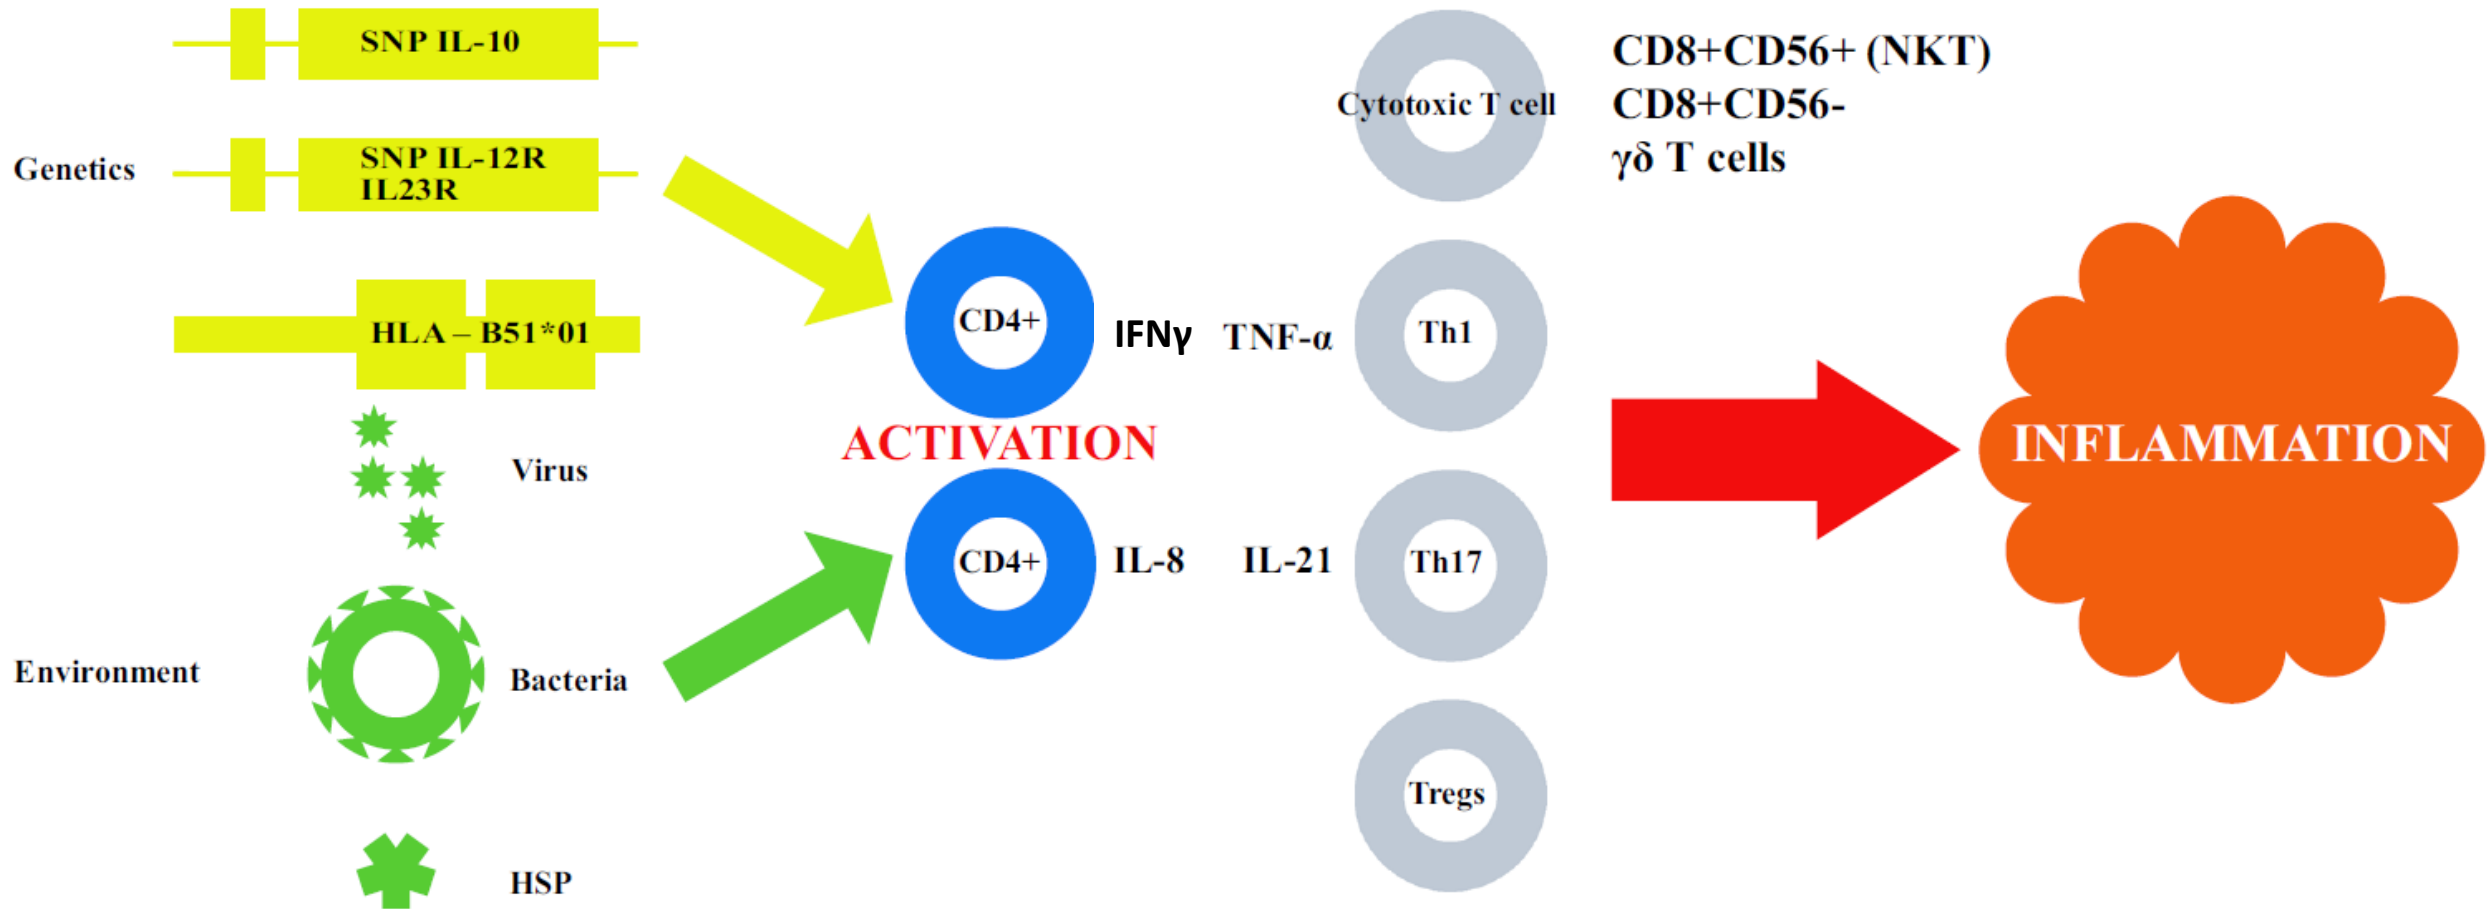 Genetics
SNP IL-10
SNP IL-12R
IL23R
HLA – B51*01
Environment
Virus
Bacteria
HSP
CD4+
ACTIVATION
CD4+
IFNγ
TNF-α
IL-8
IL-21
Cytotoxic T cell
Th1
Th17
Tregs
CD8+CD56+ (NKT)
CD8+CD56-
γδ T cells
INFLAMMATION